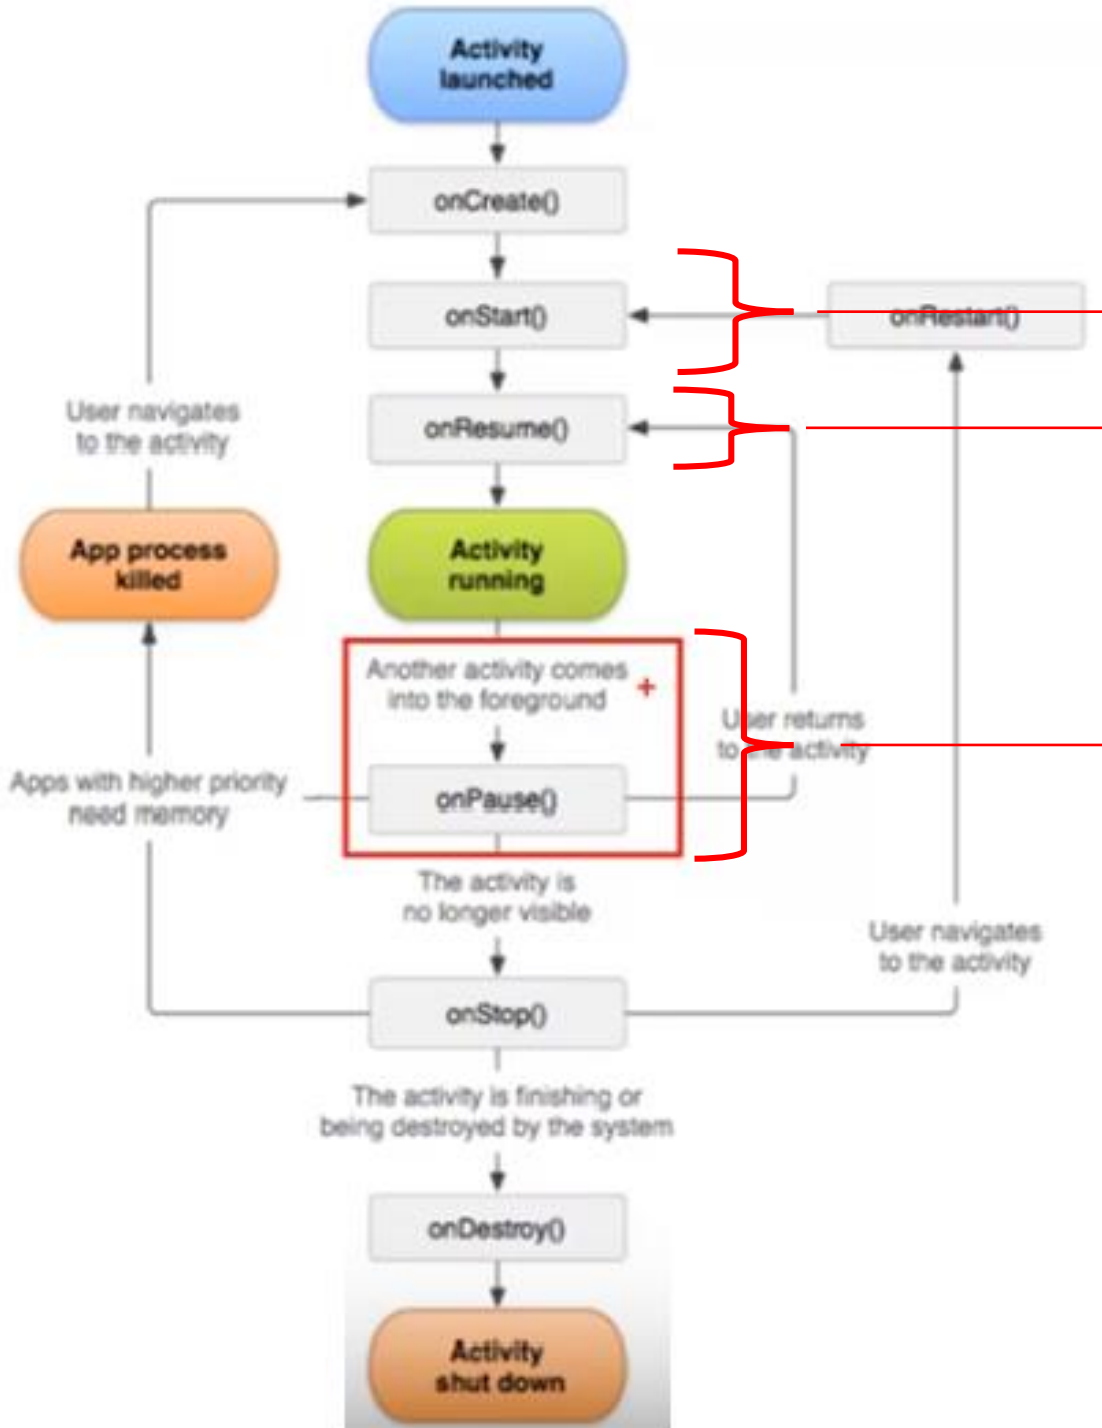 Activity
launched
onCreate()
onStart()
onRestart()
User navigates
to the activity
onResume()
App process
killed
Activity
running
Another activity comes
into the foreground
+
User returns
to the activity
Apps with higher priority
need memory
onPause()
The activity is
no longer visible
User navigates
to the activity
onStop()
The activity is finishing or
being destroyed by the system
onDestroy()
Activity
shut down